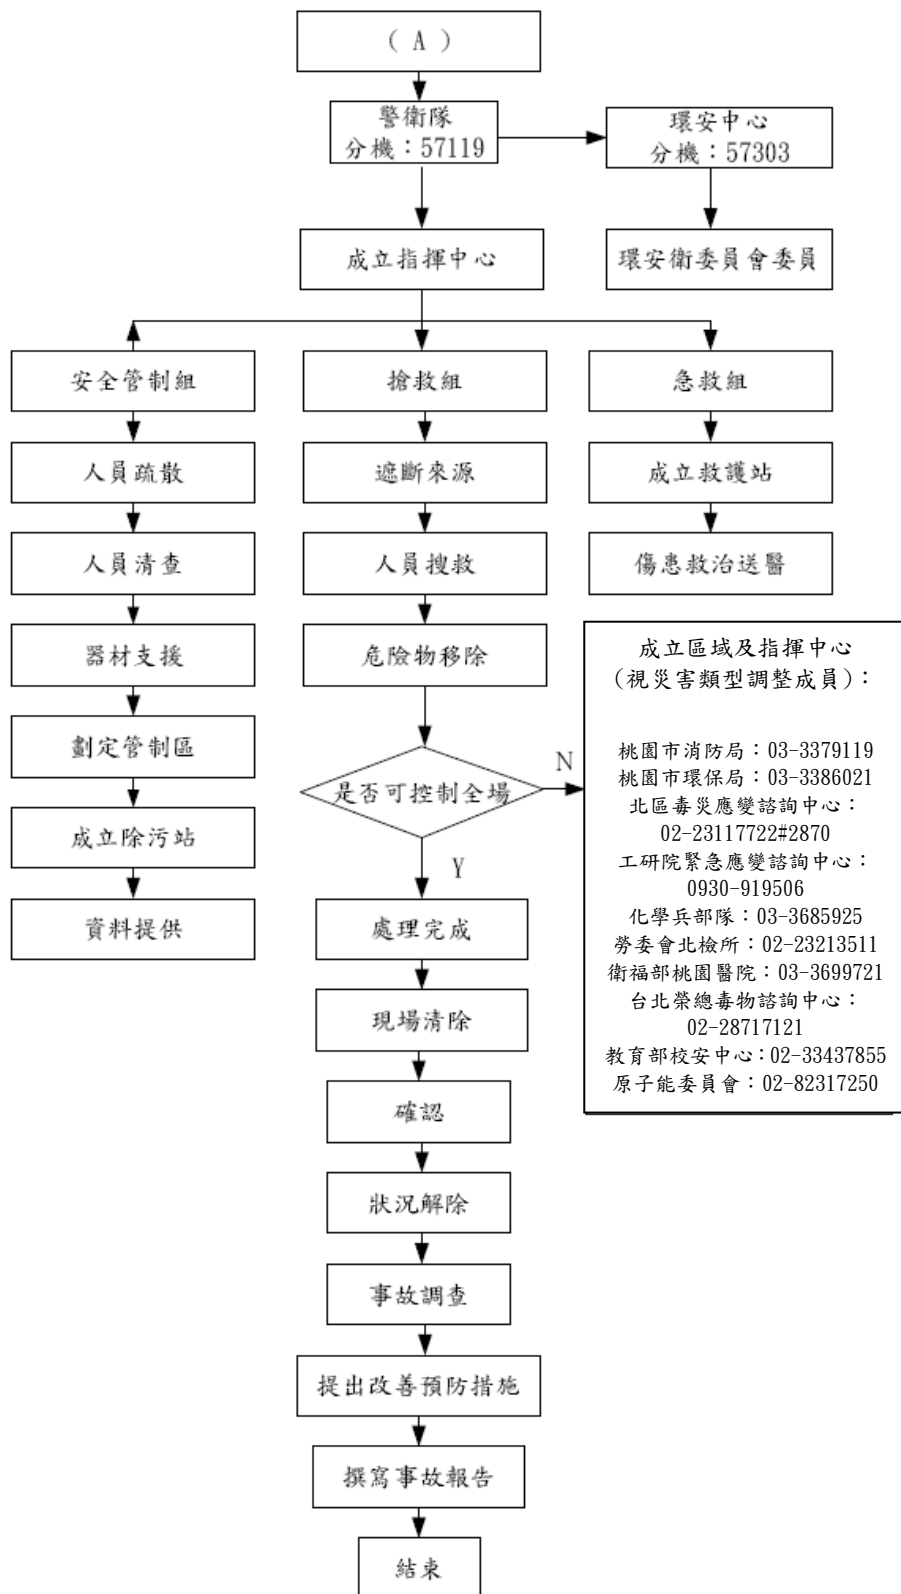 ( A )
警衛隊
分機：57119
環安中心
分機：57303
成立指揮中心
環安衛委員會委員
安全管制組
搶救組
急救組
人員疏散
遮斷來源
成立救護站
人員清查
人員搜救
傷患救治送醫
器材支援
危險物移除
劃定管制區
是否可控制全場
N
成立除污站
Y
資料提供
處理完成
現場清除
確認
狀況解除
事故調查
提出改善預防措施
撰寫事故報告
結束
成立區域及指揮中心
(視災害類型調整成員)：
桃園市消防局：03-3379119
桃園市環保局：03-3386021
北區毒災應變諮詢中心：
02-23117722#2870
工研院緊急應變諮詢中心：
0930-919506
化學兵部隊：03-3685925
勞委會北檢所：02-23213511
衛福部桃園醫院：03-3699721
台北榮總毒物諮詢中心：
02-28717121
教育部校安中心：02-33437855
原子能委員會：02-82317250